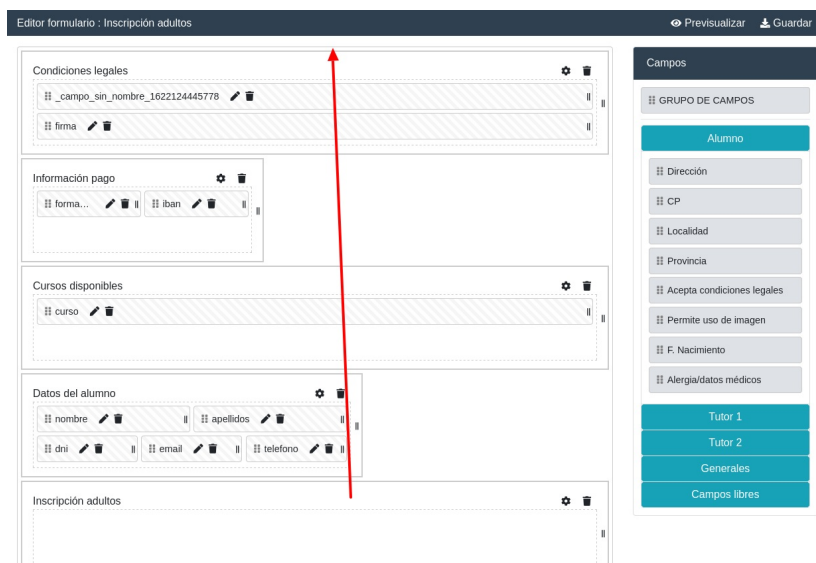 Editor formulario : Inscripción adultos
Previsualizar
Guardar
Condiciones legales
_campo_sin_nombre_1622124445778
firma
Información pago
forma...
iban
Cursos disponibles
curso
Datos del alumno
nombre
apellidos
dni
email
telefono
Inscripción adultos
Campos
GRUPO DE CAMPOS
Alumno
Dirección
CP
Localidad
Provincia
Acepta condiciones legales
Permite uso de imagen
F. Nacimiento
Alergia/datos médicos
Tutor 1
Tutor 2
Generales
Campos libres